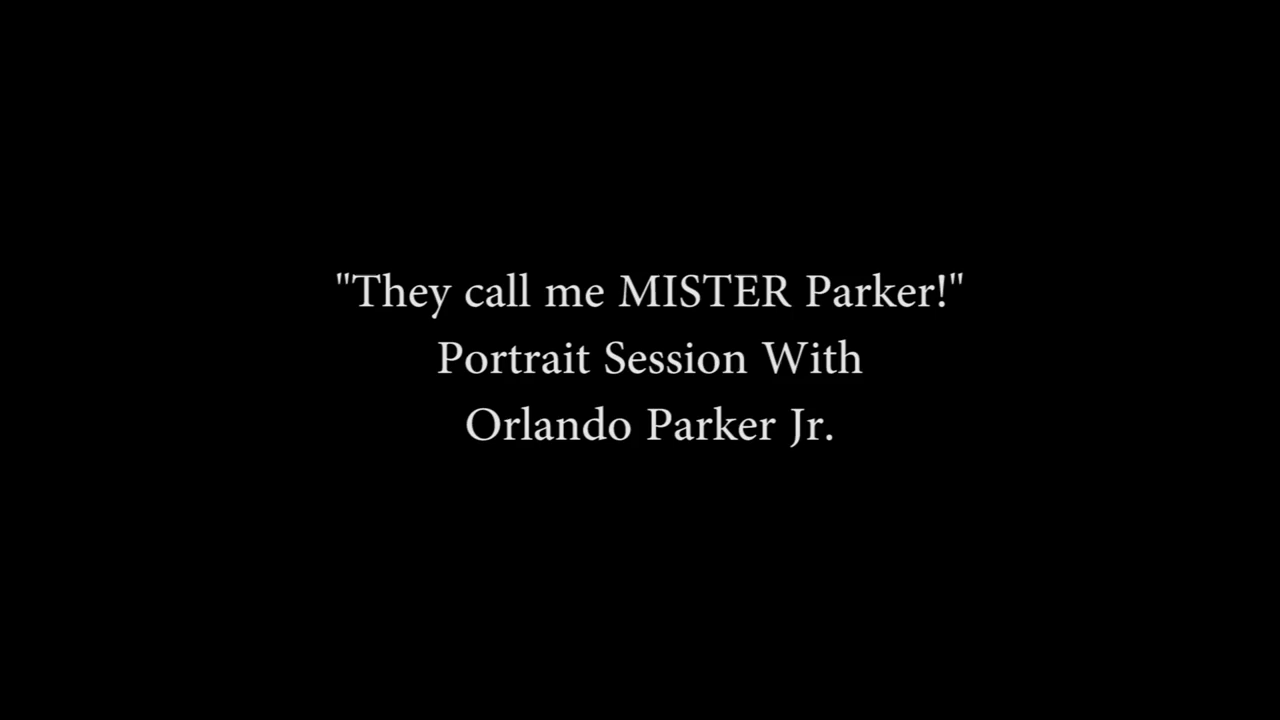 "They call me MISTER Parker!"
Portrait Session With
Orlando Parker Jr.